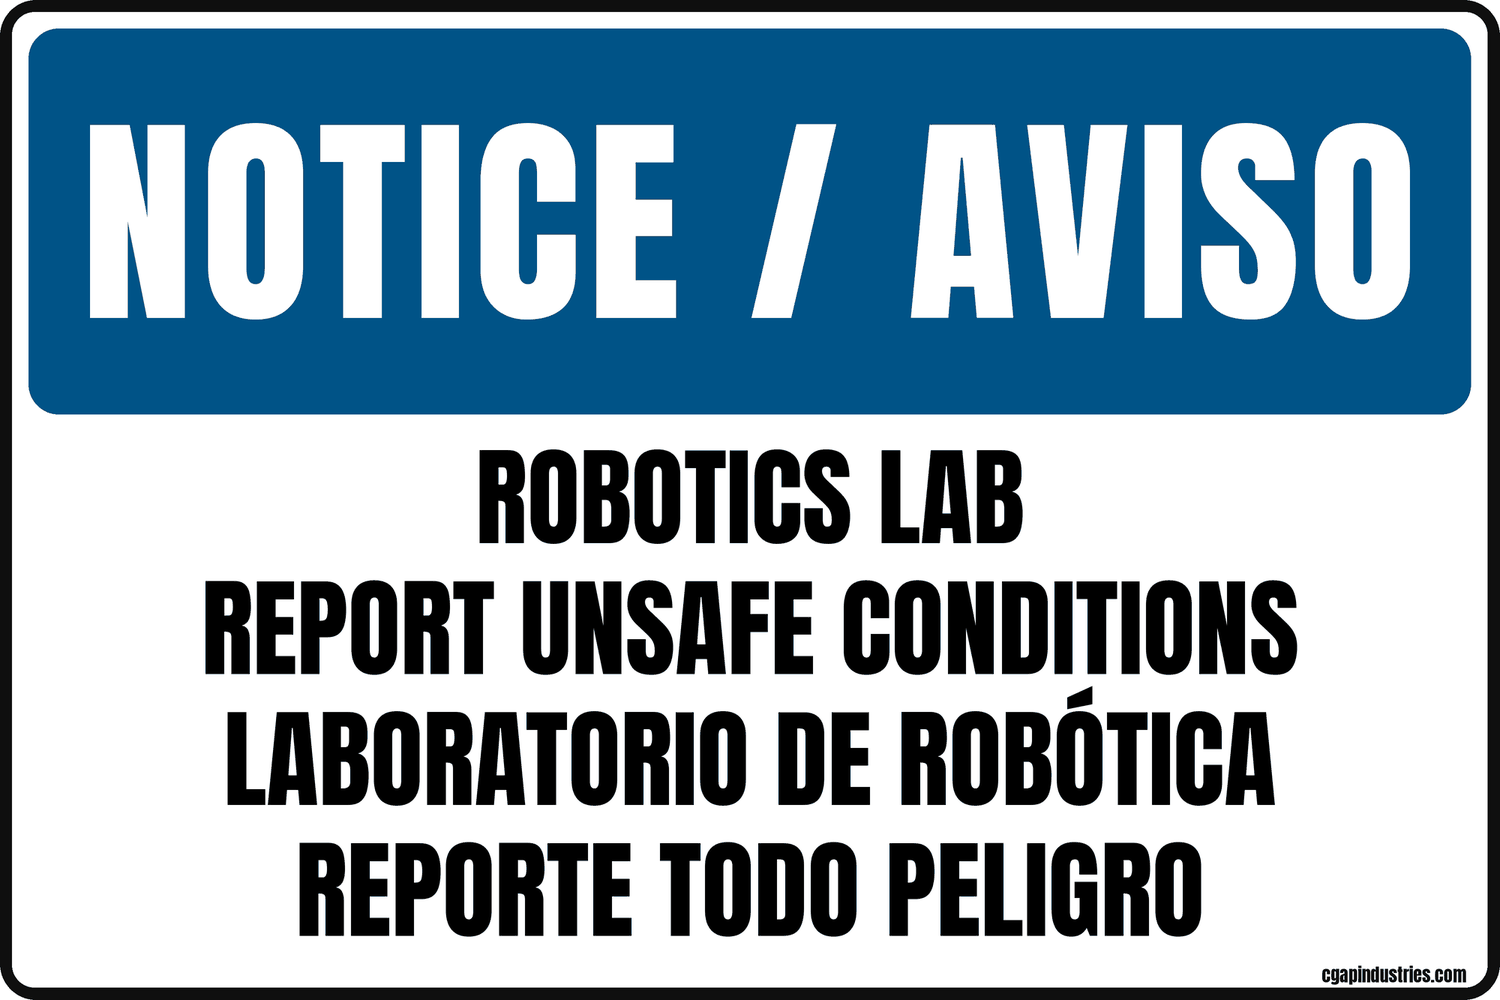 NOTICE / AVISO
ROBOTICS LAB
REPORT UNSAFE CONDITIONS
LABORATORIO DE ROBÓTICA
REPORTE TODO PELIGRO
cgapindustries.com